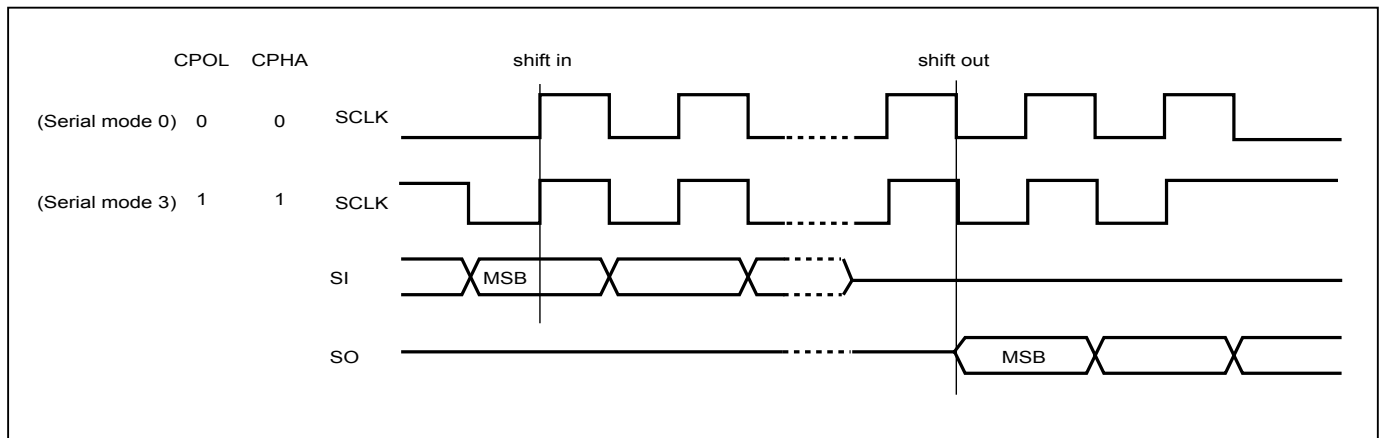 CPOL CPHA shift in shift out
(Serial mode 0) 0 0 SCLK
(Serial mode 3) 1 1 SCLK
SI MSB
SO MSB